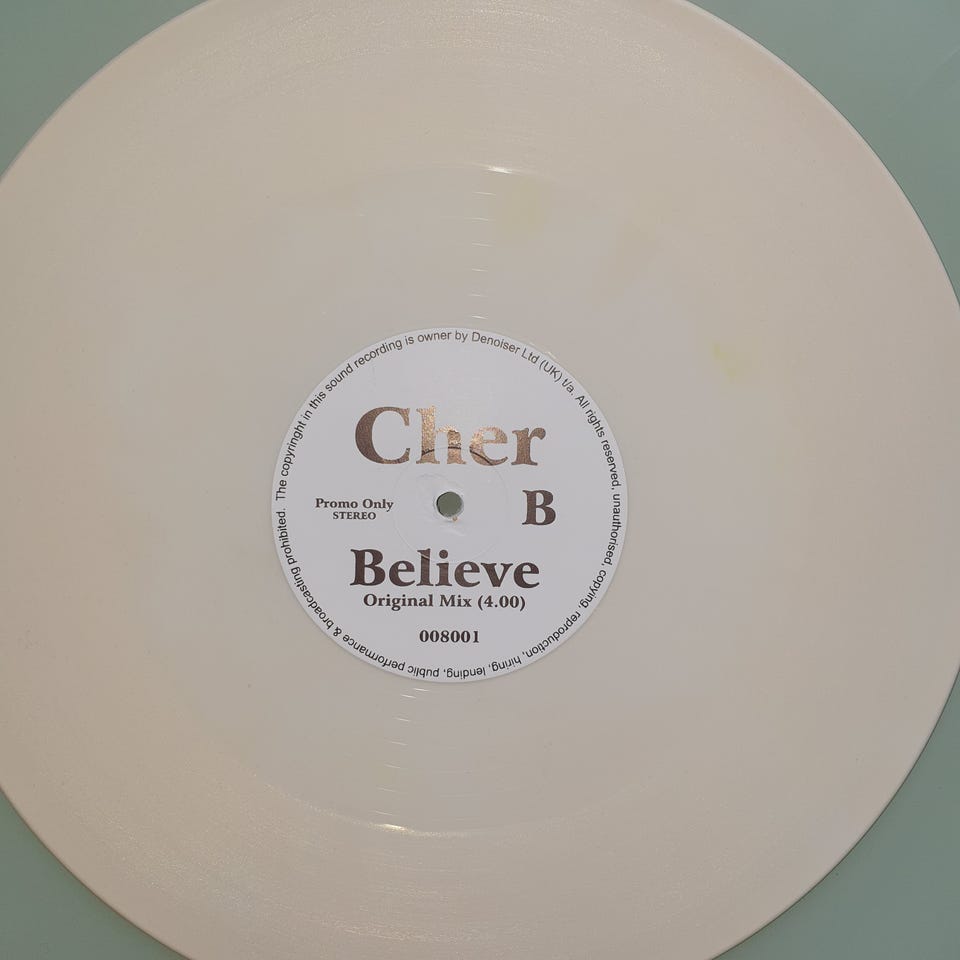 Cher
Promo Only
STEREO
B
Believe
Original Mix (4.00)
008001
The copyringht in this sound recording is owner by Denoiser Ltd (UK) t/a. All rights reserved, unauthorised, copying, reproduction, hiring, lending, public performance & broadcasting prohibited.